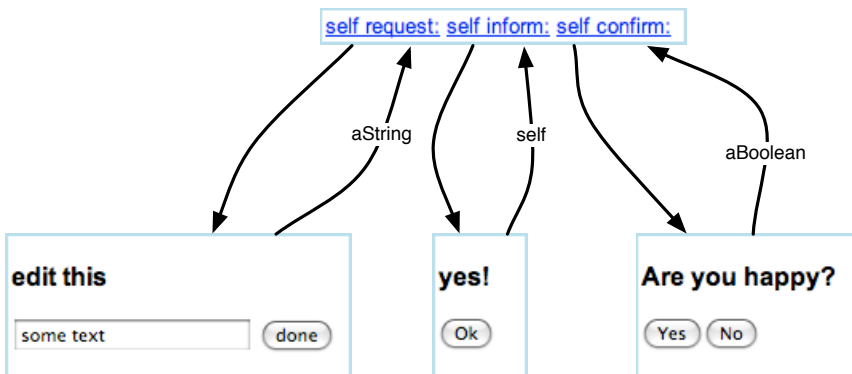 self request: self inform: self confirm:
aString
self
aBoolean
edit this
some text
done
yes!
Ok
Are you happy?
Yes
No